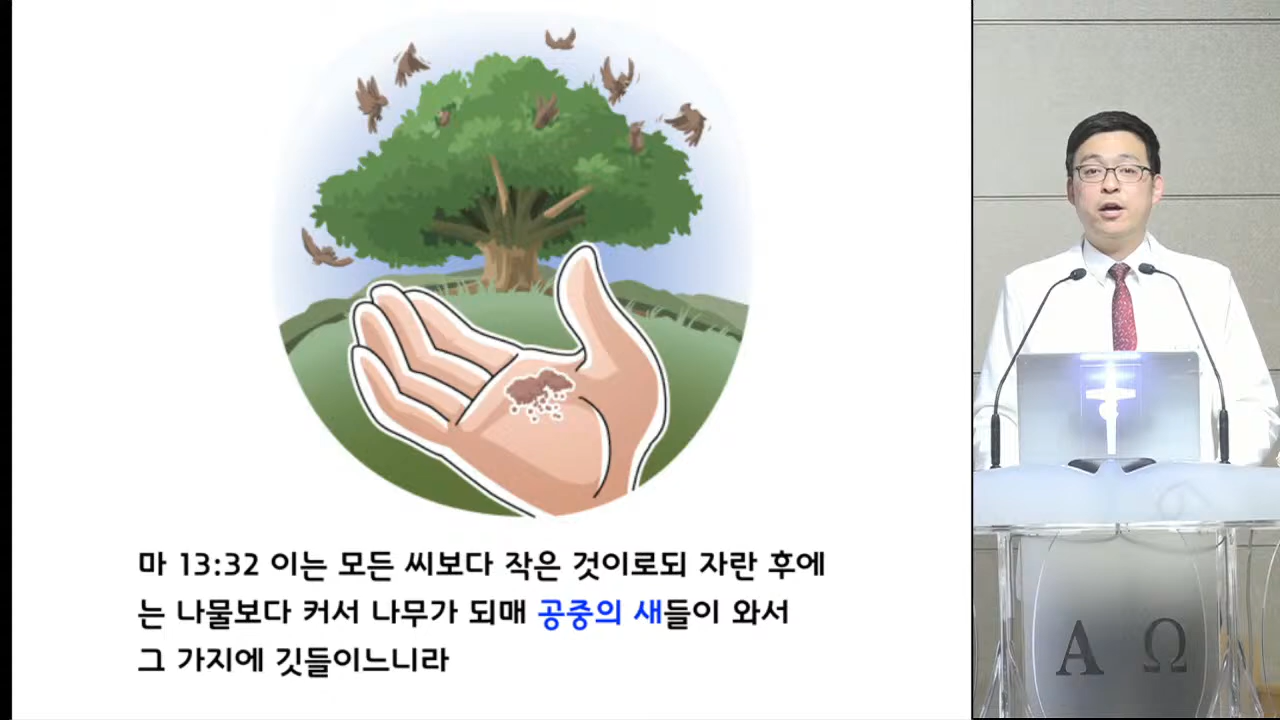 마 13:32 이는 모든 씨보다 작은 것이로되 자란 후에
는 나물보다 커서 나무가 되매 공중의 새들이 와서
그 가지에 깃들이느니라
Α Ω